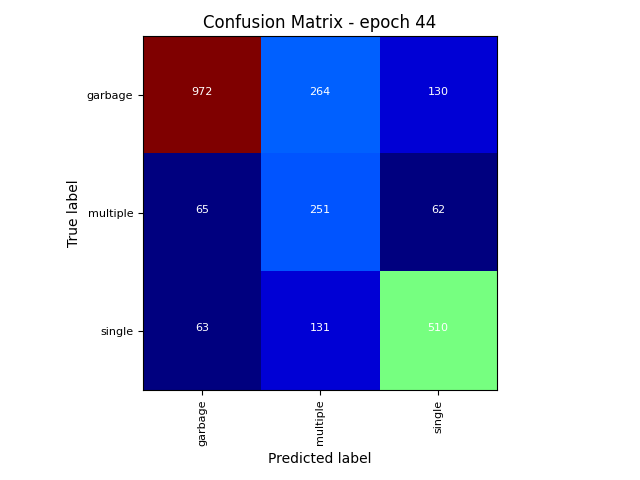 Confusion Matrix - epoch 44
True label
garbage 972 264 130
multiple 65 251 62
single 63 131 510
garbage multiple single
Predicted label